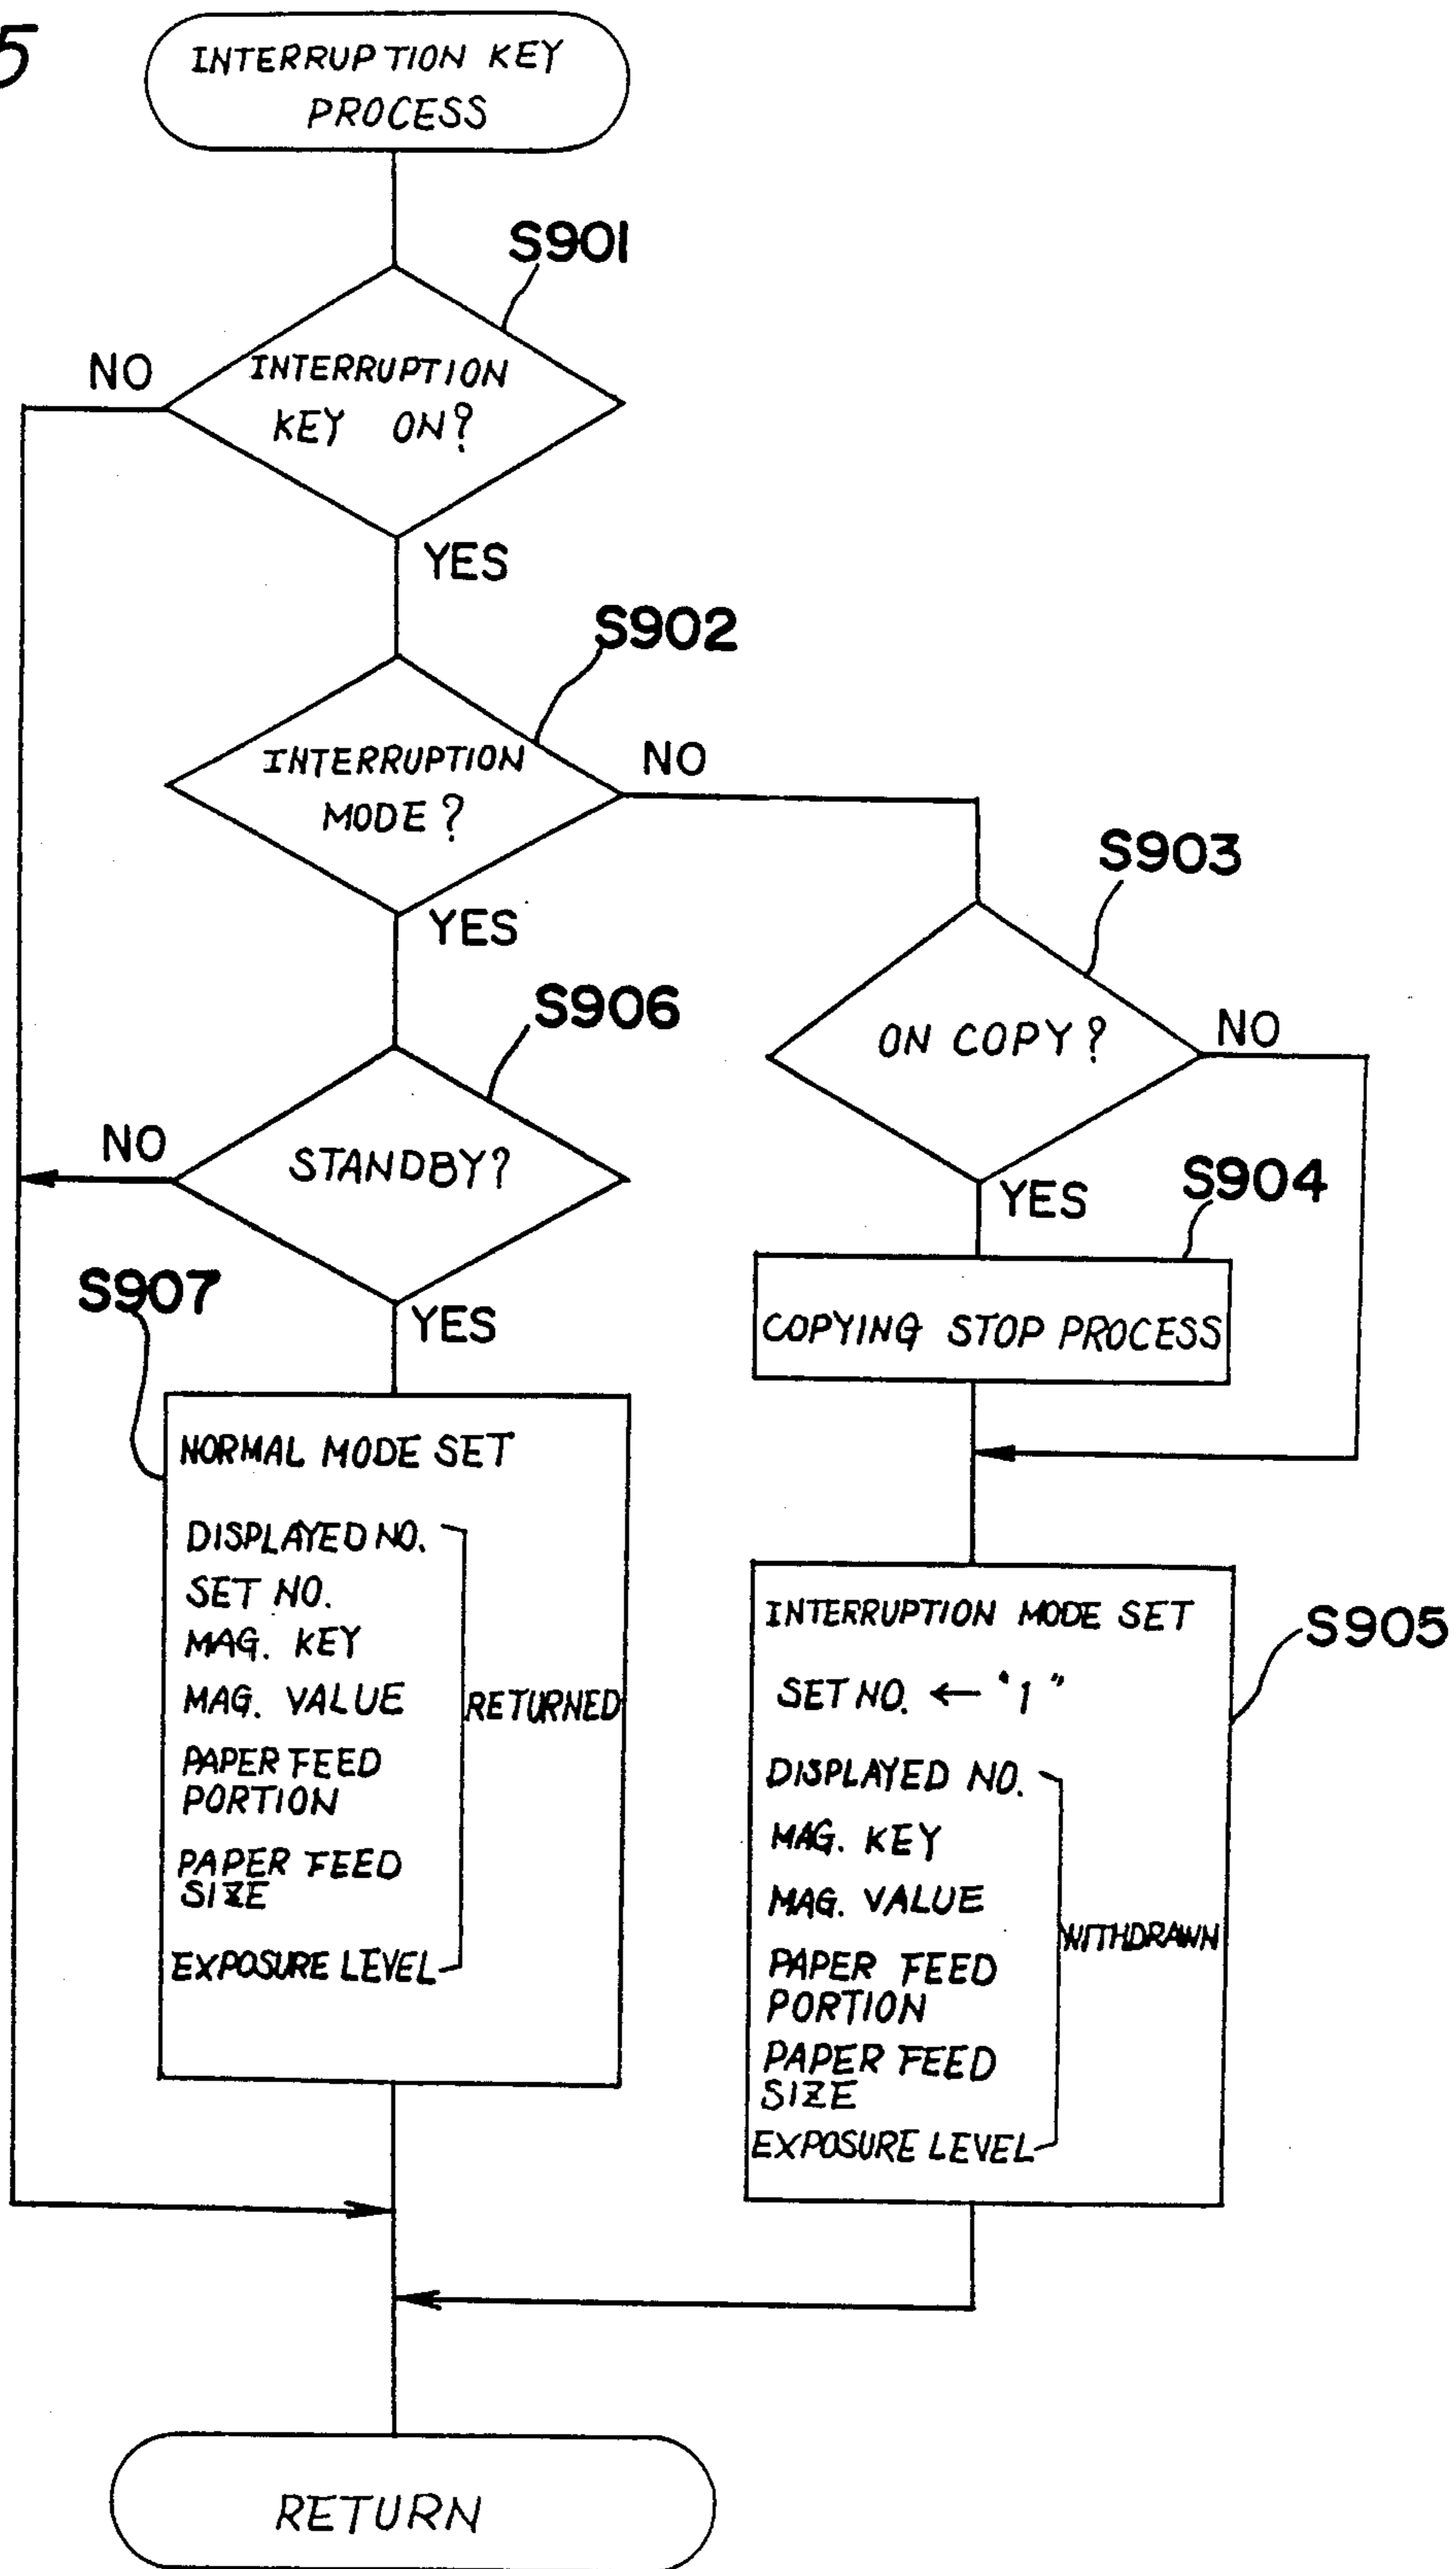 5
INTERRUPTION KEY
PROCESS
S901
NO
INTERRUPTION
KEY ON?
YES
S902
INTERRUPTION
MODE?
NO
YES
S903
ON COPY?
NO
YES
S906
STANDBY?
NO
YES
S904
COPYING STOP PROCESS
S907
NORMAL MODE SET
DISPLAYED NO.
SET NO.
MAG. KEY
MAG. VALUE
PAPER FEED
PORTION
PAPER FEED
SIZE
EXPOSURE LEVEL
RETURNED
S905
INTERRUPTION MODE SET
SET NO. ← "1"
DISPLAYED NO.
MAG. KEY
MAG. VALUE
PAPER FEED
PORTION
PAPER FEED
SIZE
EXPOSURE LEVEL
WITHDRAWN
RETURN